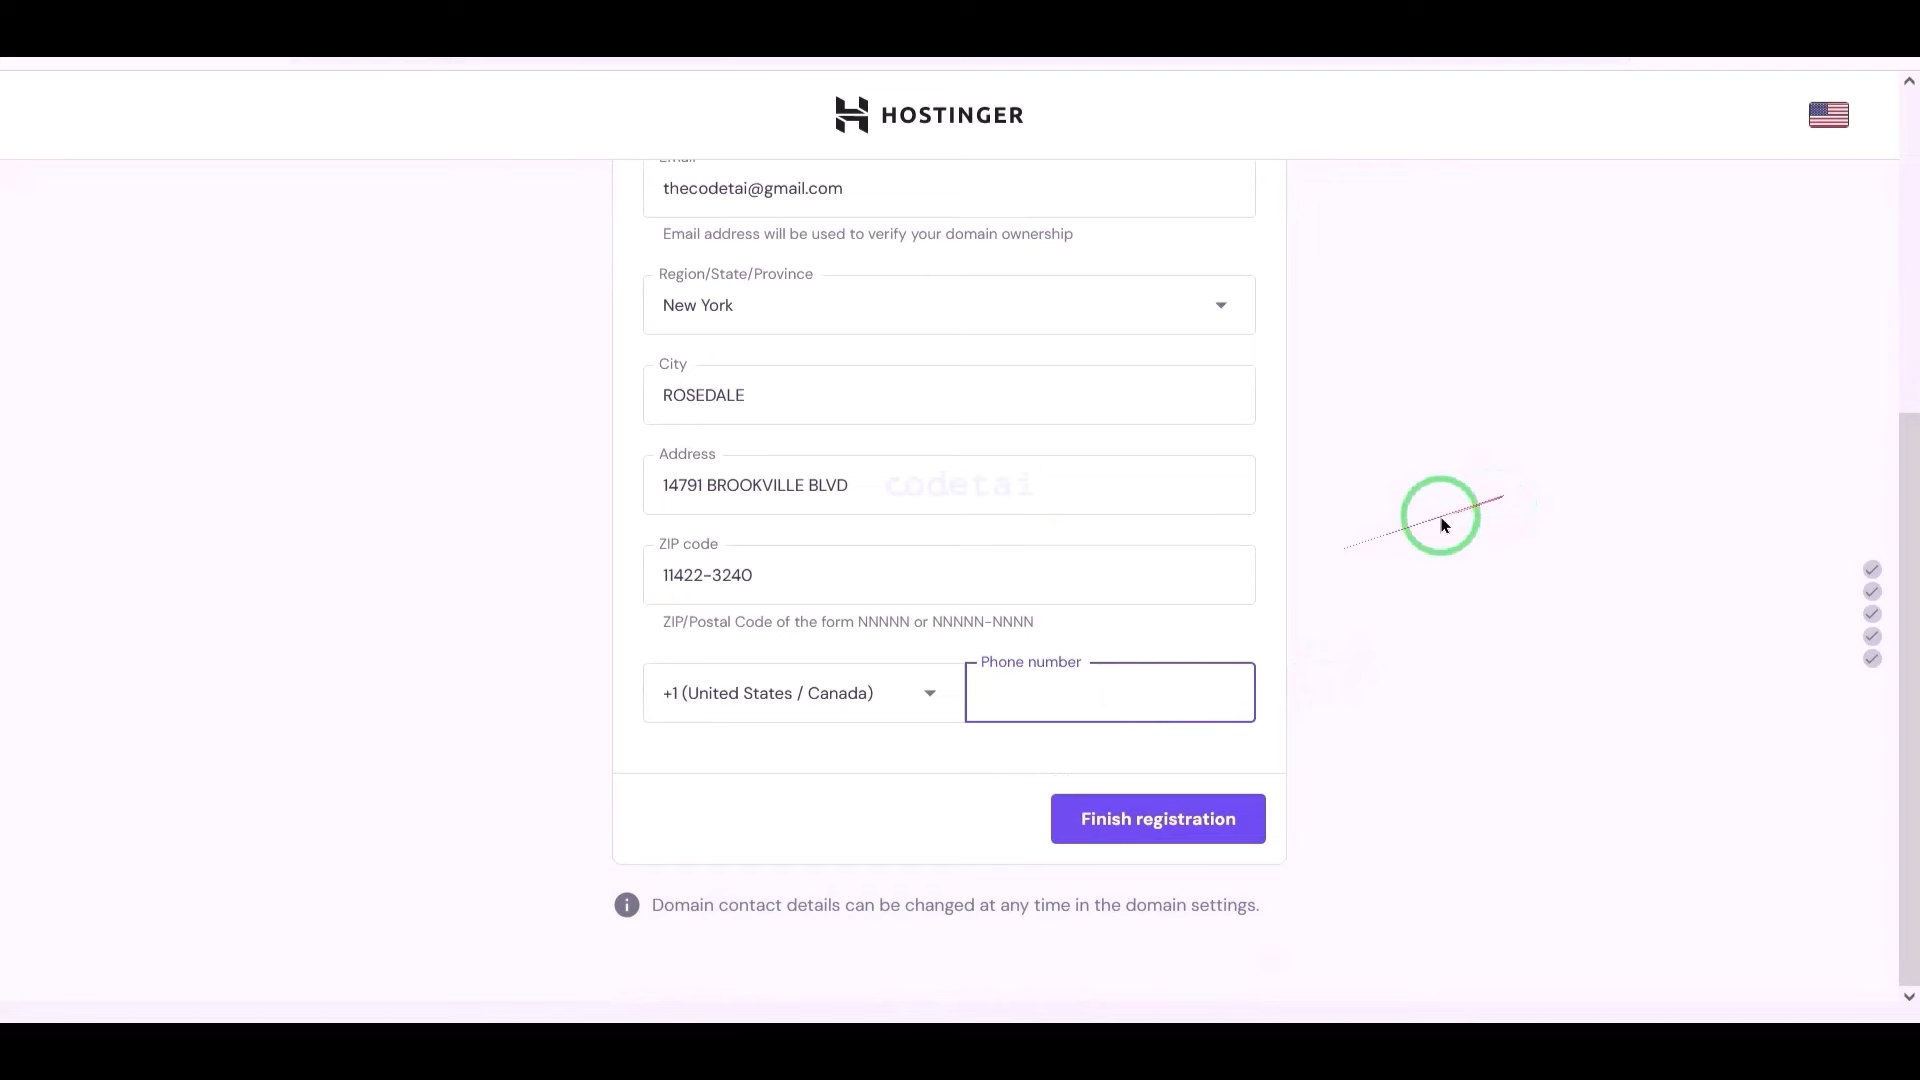 HOSTINGER
Email
thecodetai@gmail.com
Email address will be used to verify your domain ownership
Region/State/Province
New York
City
ROSEDALE
Address
14791 BROOKVILLE BLVD
codetai
ZIP code
11422-3240
ZIP/Postal Code of the form NNNNN or NNNNN-NNNN
Phone number
+1 (United States / Canada)
Finish registration
Domain contact details can be changed at any time in the domain settings.